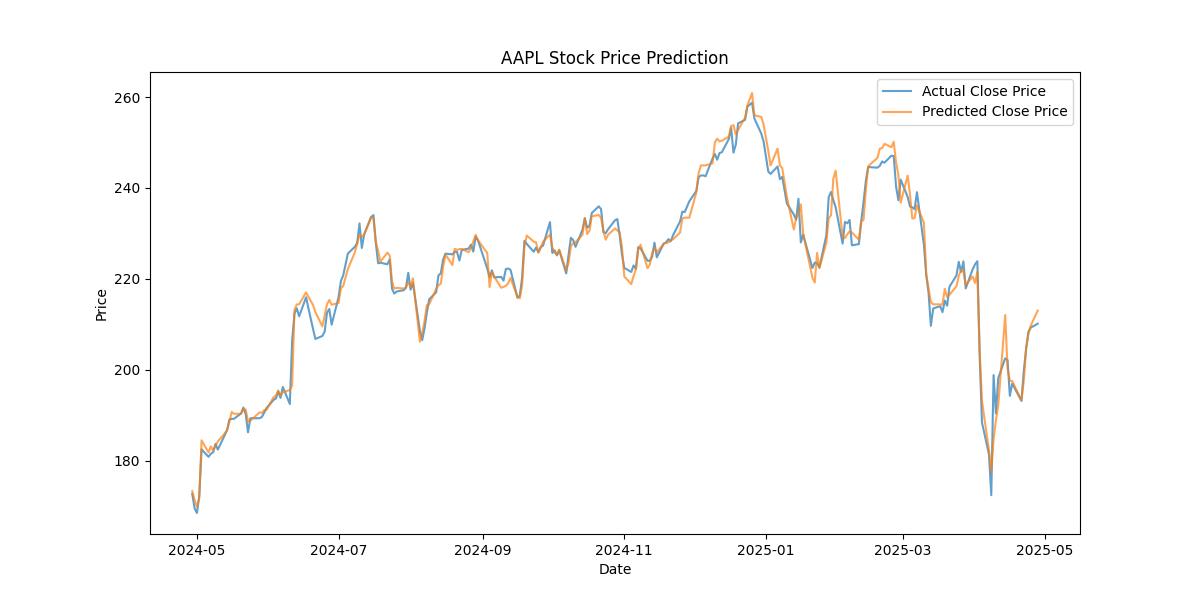 AAPL Stock Price Prediction
Actual Close Price
Predicted Close Price
Price
260
240
220
200
180
2024-05 2024-07 2024-09 2024-11 2025-01 2025-03 2025-05
Date